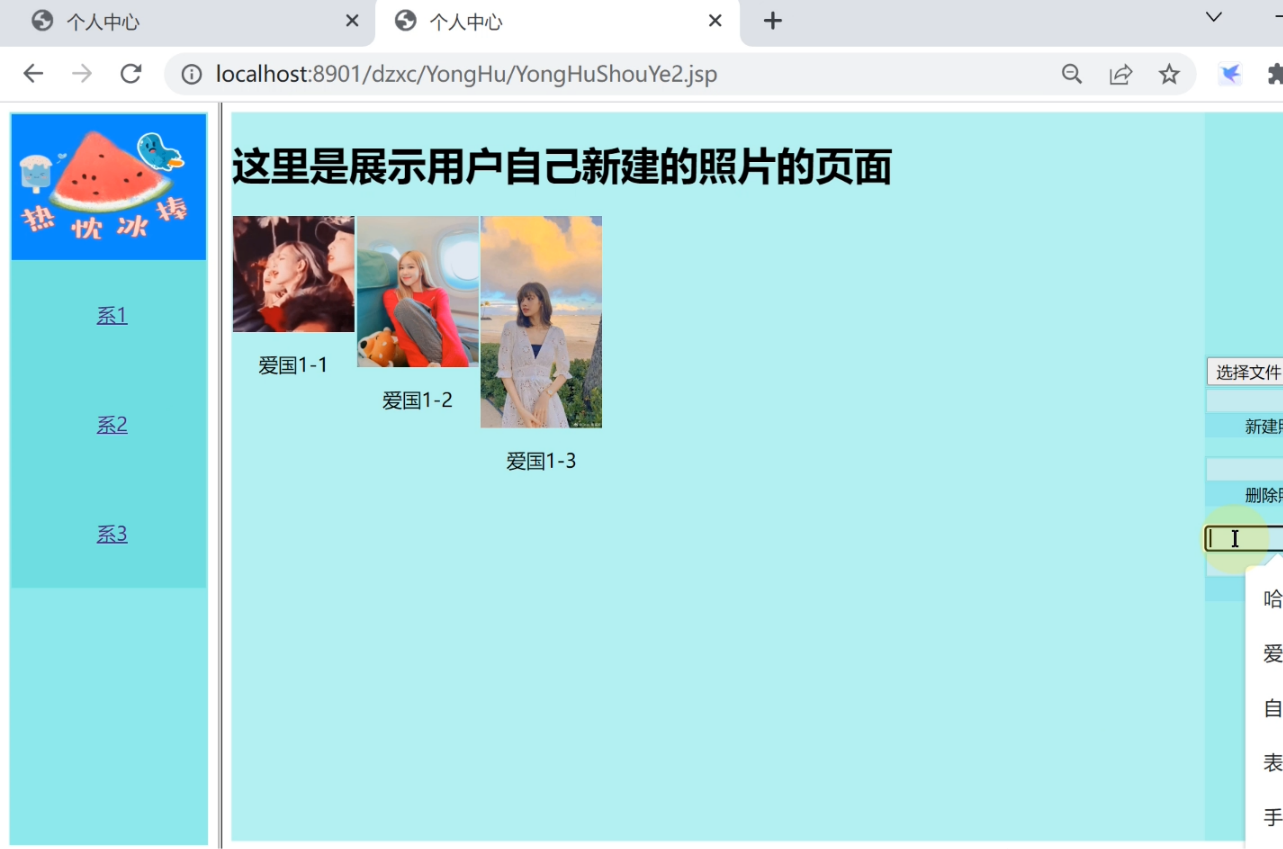 个人中心
个人中心
localhost:8901/dzxc/YongHu/YongHuShouYe2.jsp
热忱冰棒
这里是展示用户自己新建的照片的页面
系1
系2
系3
爱国1-1
爱国1-2
爱国1-3
选择文件
新建
删除
哈
爱
自
表
手